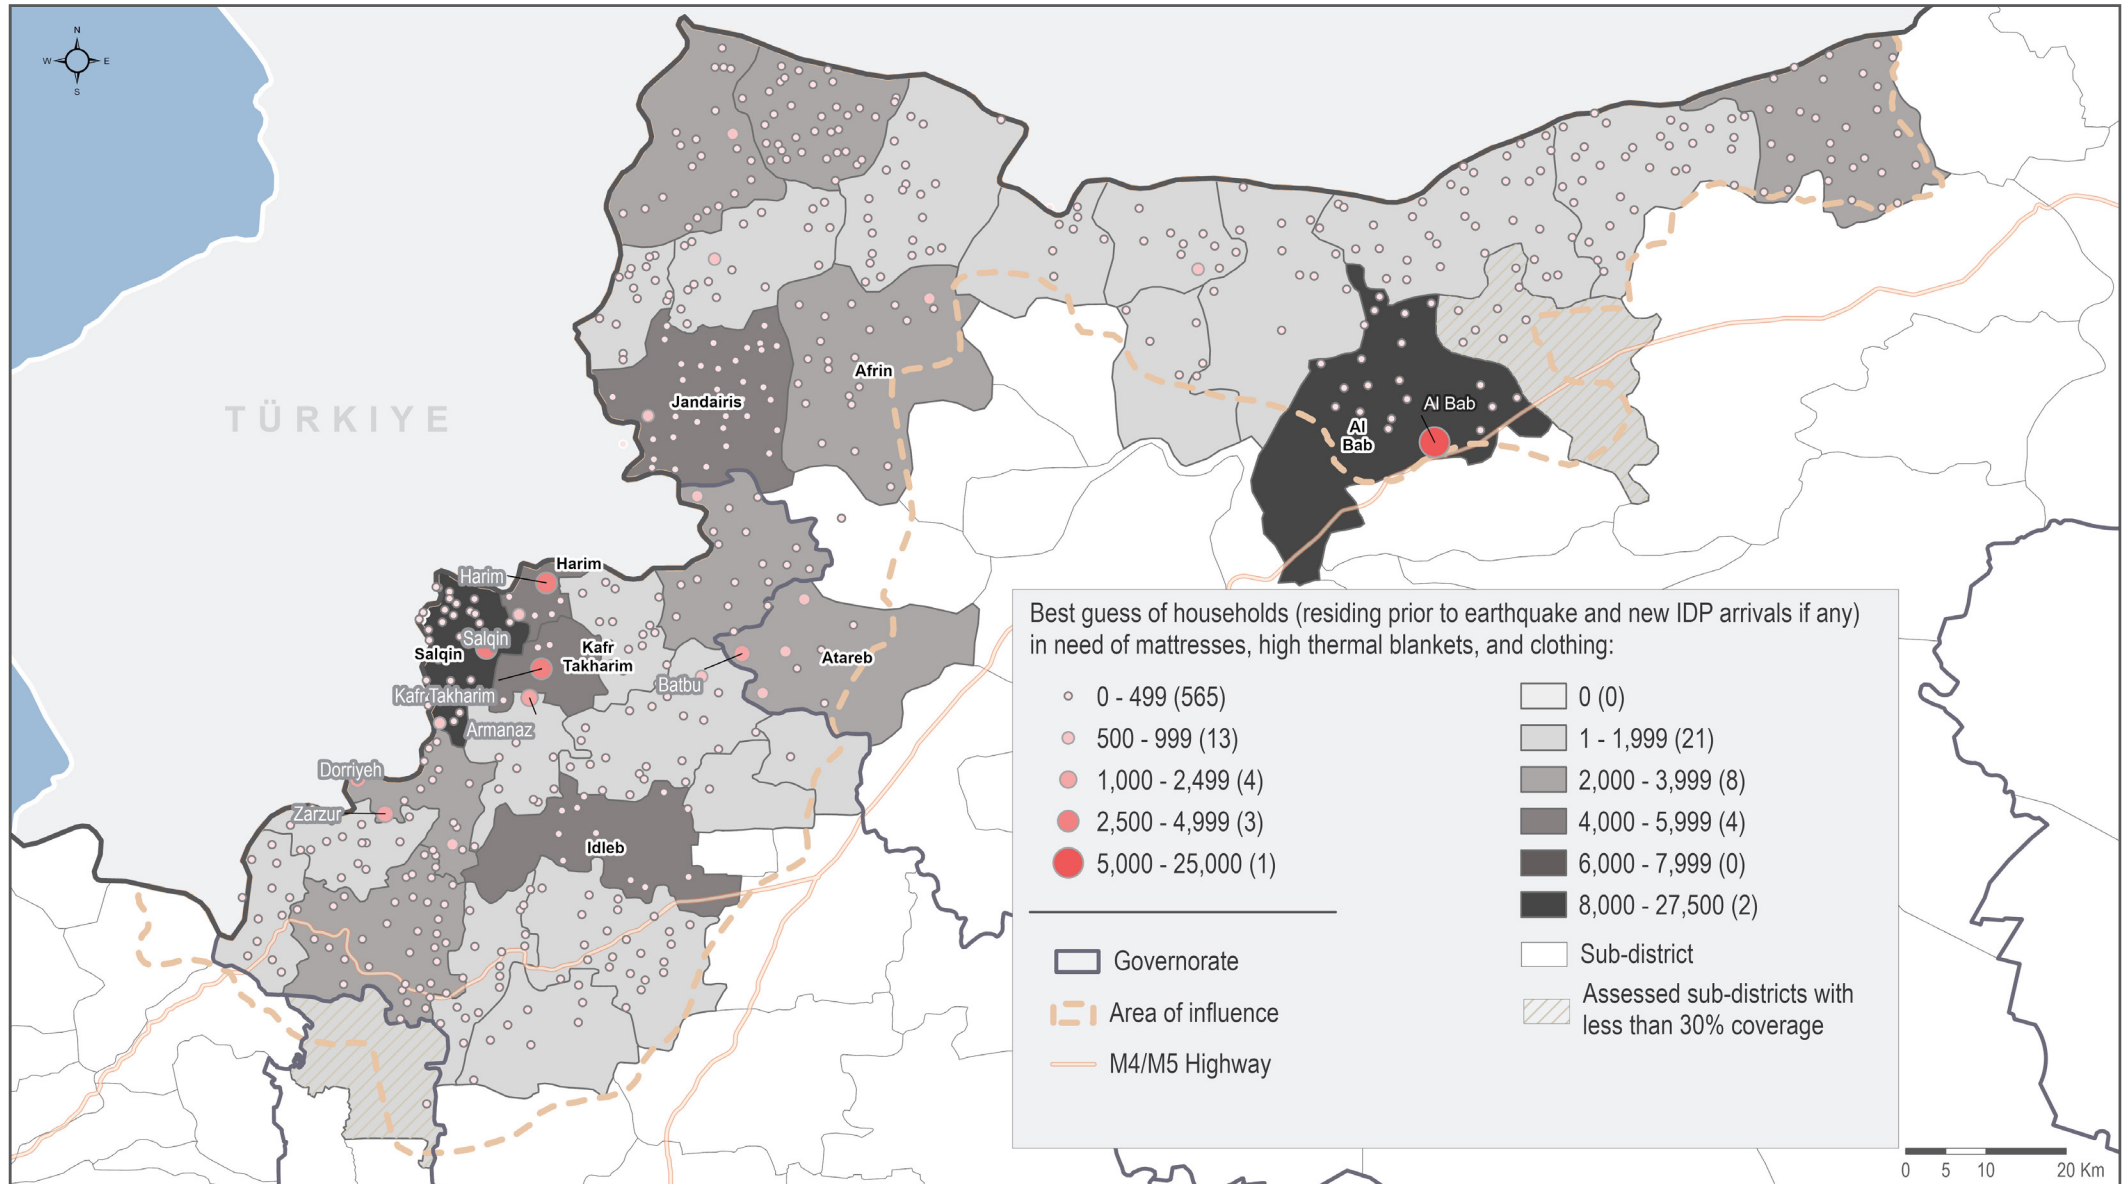 N
W E
S
TÜRKIYE
Afrin
Jandairis
Al Bab
Al
Bab
Harim
Harim
Salqin
Salqin
Kafr
Takharim
Atareb
Batbu
Kafr Takharim
Armanaz
Dorriyeh
Zarzur
Idleb
Best guess of households (residing prior to earthquake and new IDP arrivals if any)
in need of mattresses, high thermal blankets, and clothing:
0 - 499 (565)
500 - 999 (13)
1,000 - 2,499 (4)
2,500 - 4,999 (3)
5,000 - 25,000 (1)
Governorate
Area of influence
M4/M5 Highway
0 (0)
1 - 1,999 (21)
2,000 - 3,999 (8)
4,000 - 5,999 (4)
6,000 - 7,999 (0)
8,000 - 27,500 (2)
Sub-district
Assessed sub-districts with
less than 30% coverage
0 5 10 20 Km